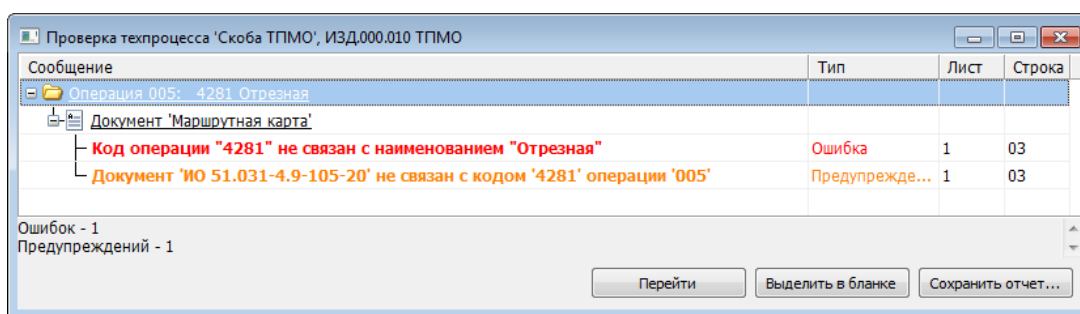 Проверка техпроцесса 'Скоба ТПМО', ИЗД.000.010 ТПМО
Сообщение Тип Лист Строка
Операция 005: 4281 Отрезная
Документ 'Маршрутная карта'
Код операции "4281" не связан с наименованием "Отрезная" Ошибка 1 03
Документ 'ИО 51.031-4.9-105-20' не связан с кодом '4281' операции '005' Предупрежде... 1 03
Ошибок - 1
Предупреждений - 1
Перейти Выделить в бланке Сохранить отчет...